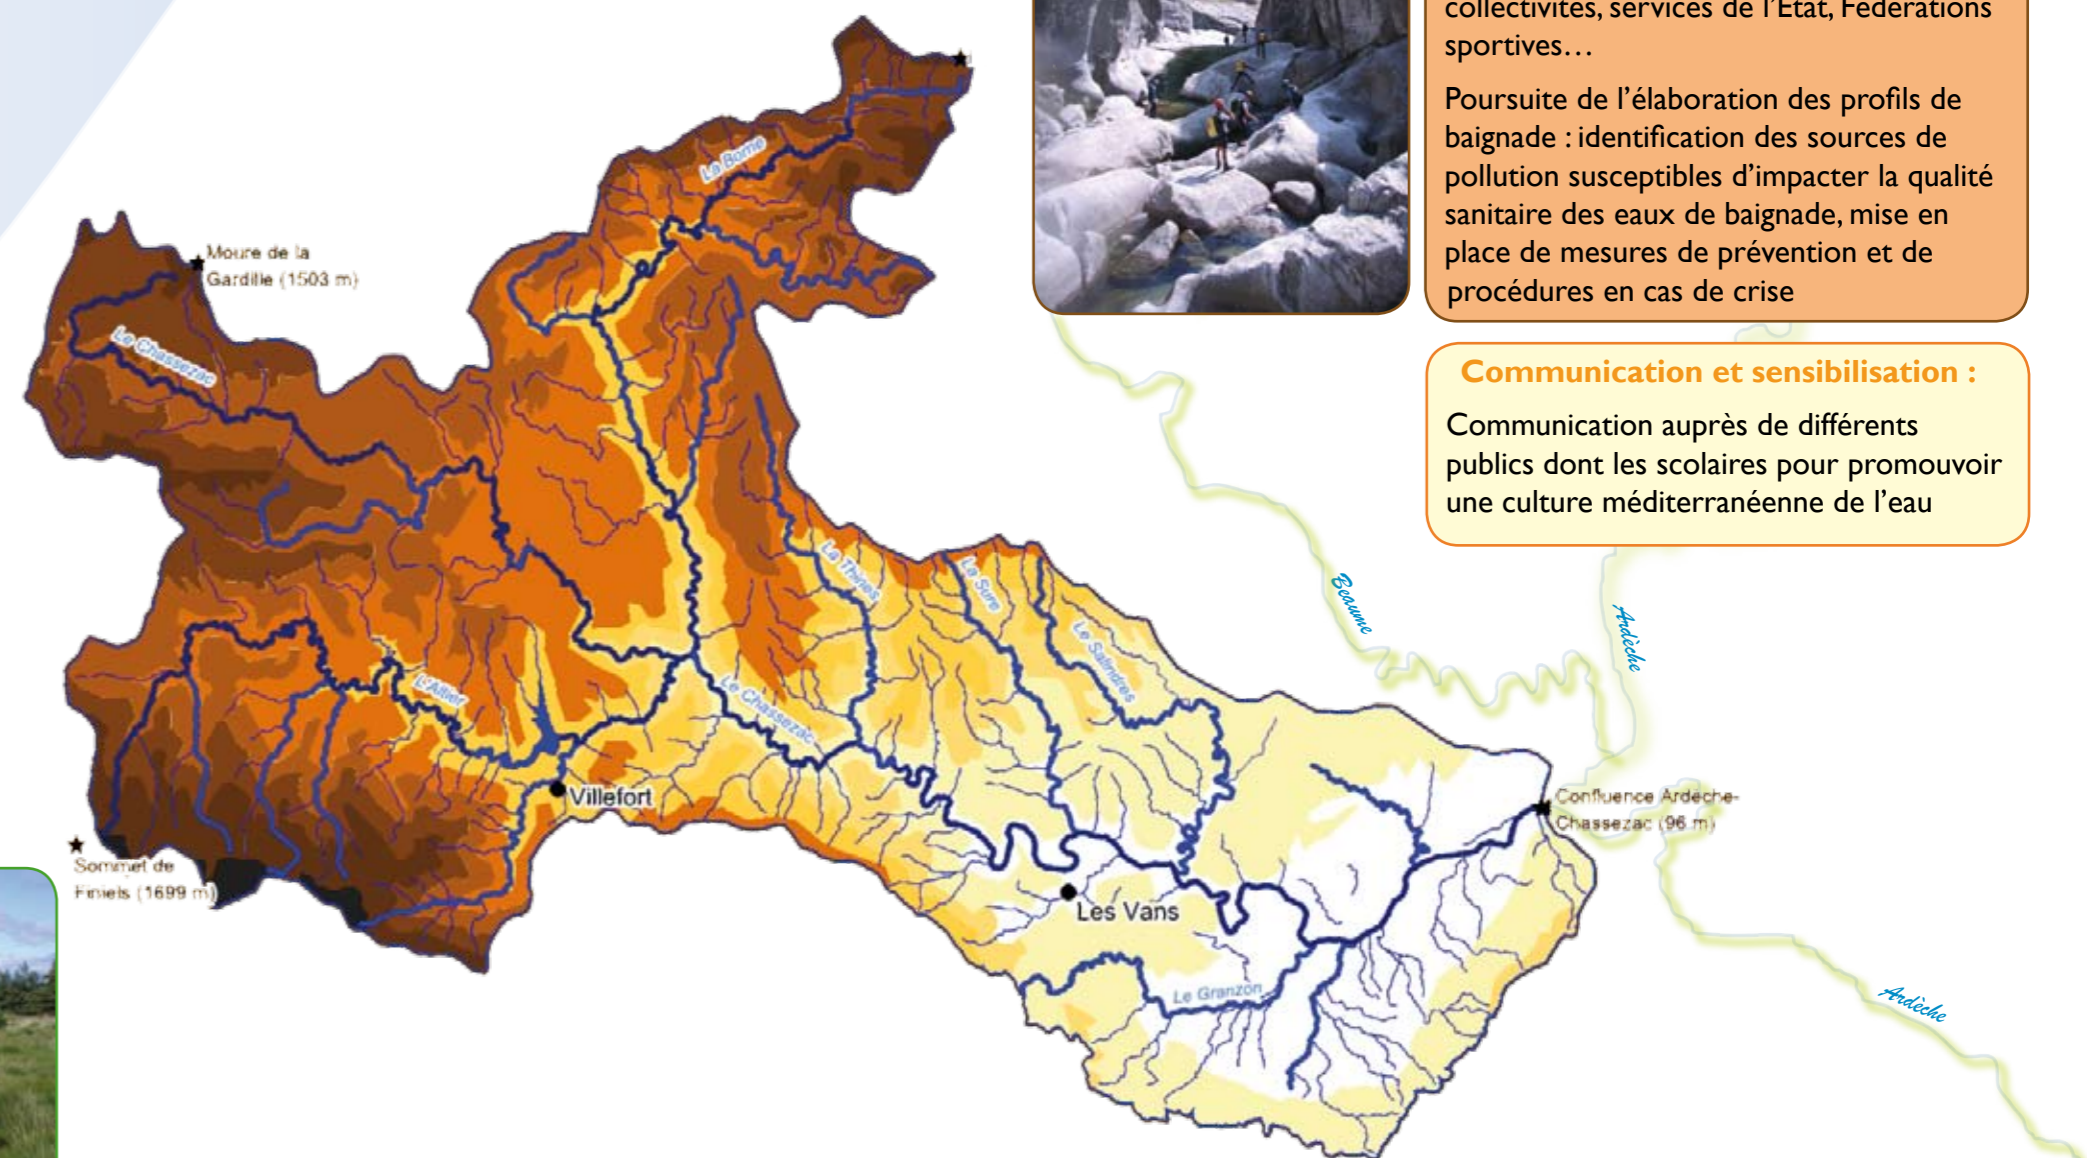 collectivités, services de l'Etat, Fédérations
sportives…
Poursuite de l'élaboration des profils de
baignade : identification des sources de
pollution susceptibles d'impacter la qualité
sanitaire des eaux de baignade, mise en
place de mesures de prévention et de
procédures en cas de crise
Communication et sensibilisation :
Communication auprès de différents
publics dont les scolaires pour promouvoir
une culture méditerranéenne de l'eau
La Borne
Moure de la
Gardille (1503 m)
Le Chassezac
La Thines
La Sure
Le Salindres
L'Altier
Le Chassezac
Villefort
Sommet de
Finiels (1699 m)
Les Vans
Le Granzon
Confluence Ardèche-
Chassezac (96 m)
Beaume
Ardèche
Ardèche